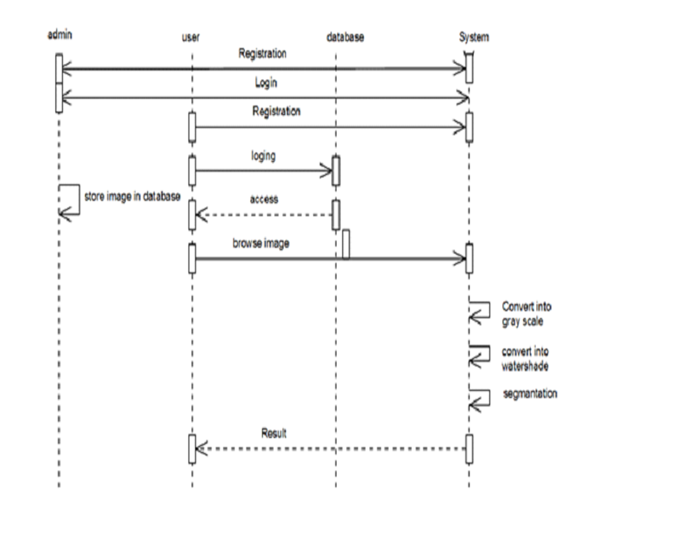 admin
user
database
System
Registration
Login
Registration
loging
store image in database
access
browse image
Convert into
gray scale
convert into
watershade
segmantation
Result